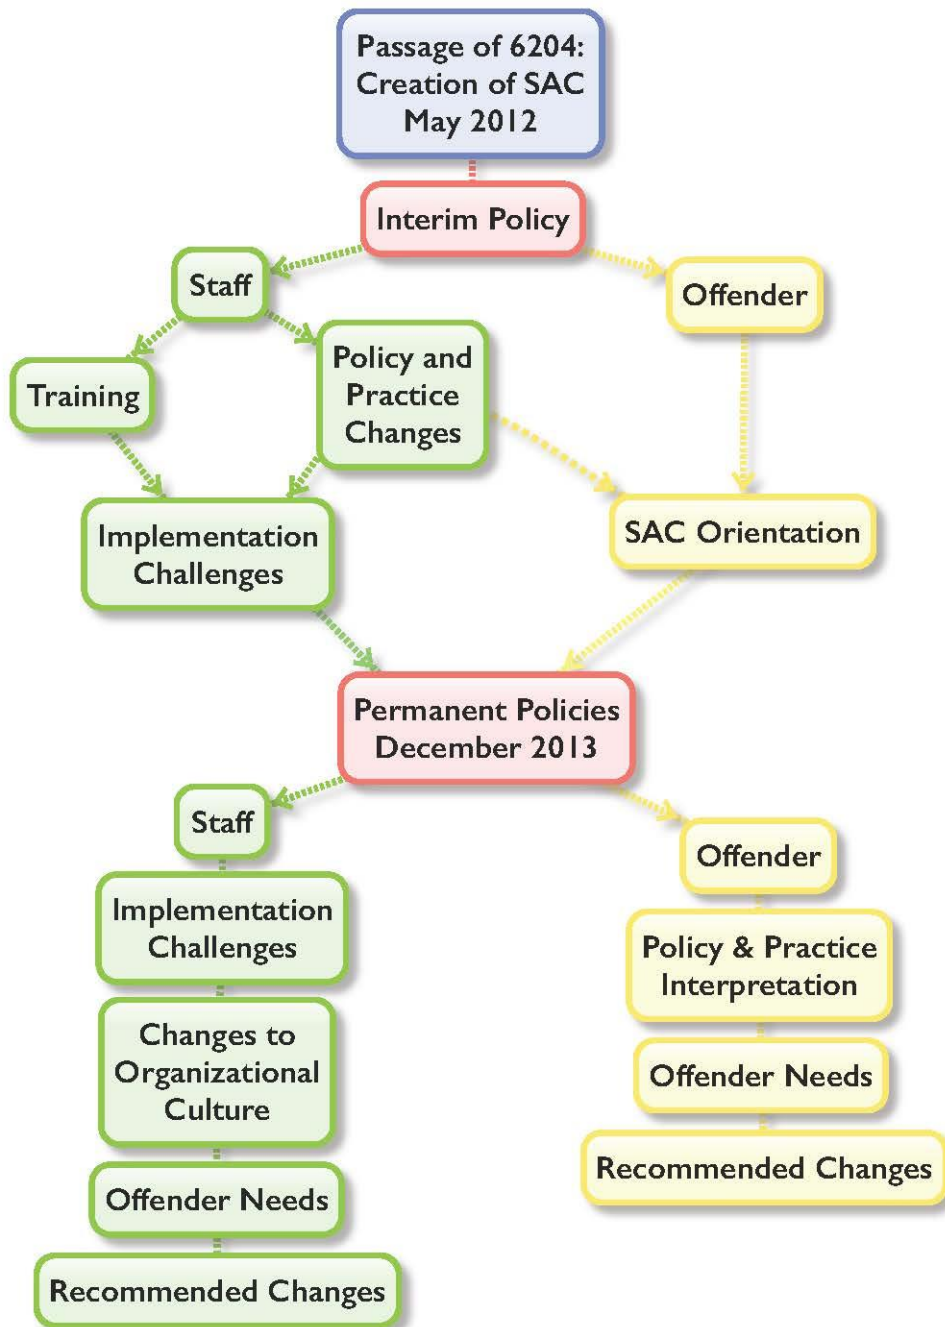 Passage of 6204:
Creation of SAC
May 2012
Interim Policy
Staff
Offender
Training
Policy and
Practice
Changes
Implementation
Challenges
SAC Orientation
Permanent Policies
December 2013
Staff
Implementation
Challenges
Changes to
Organizational
Culture
Offender Needs
Recommended Changes
Offender
Policy & Practice
Interpretation
Offender Needs
Recommended Changes